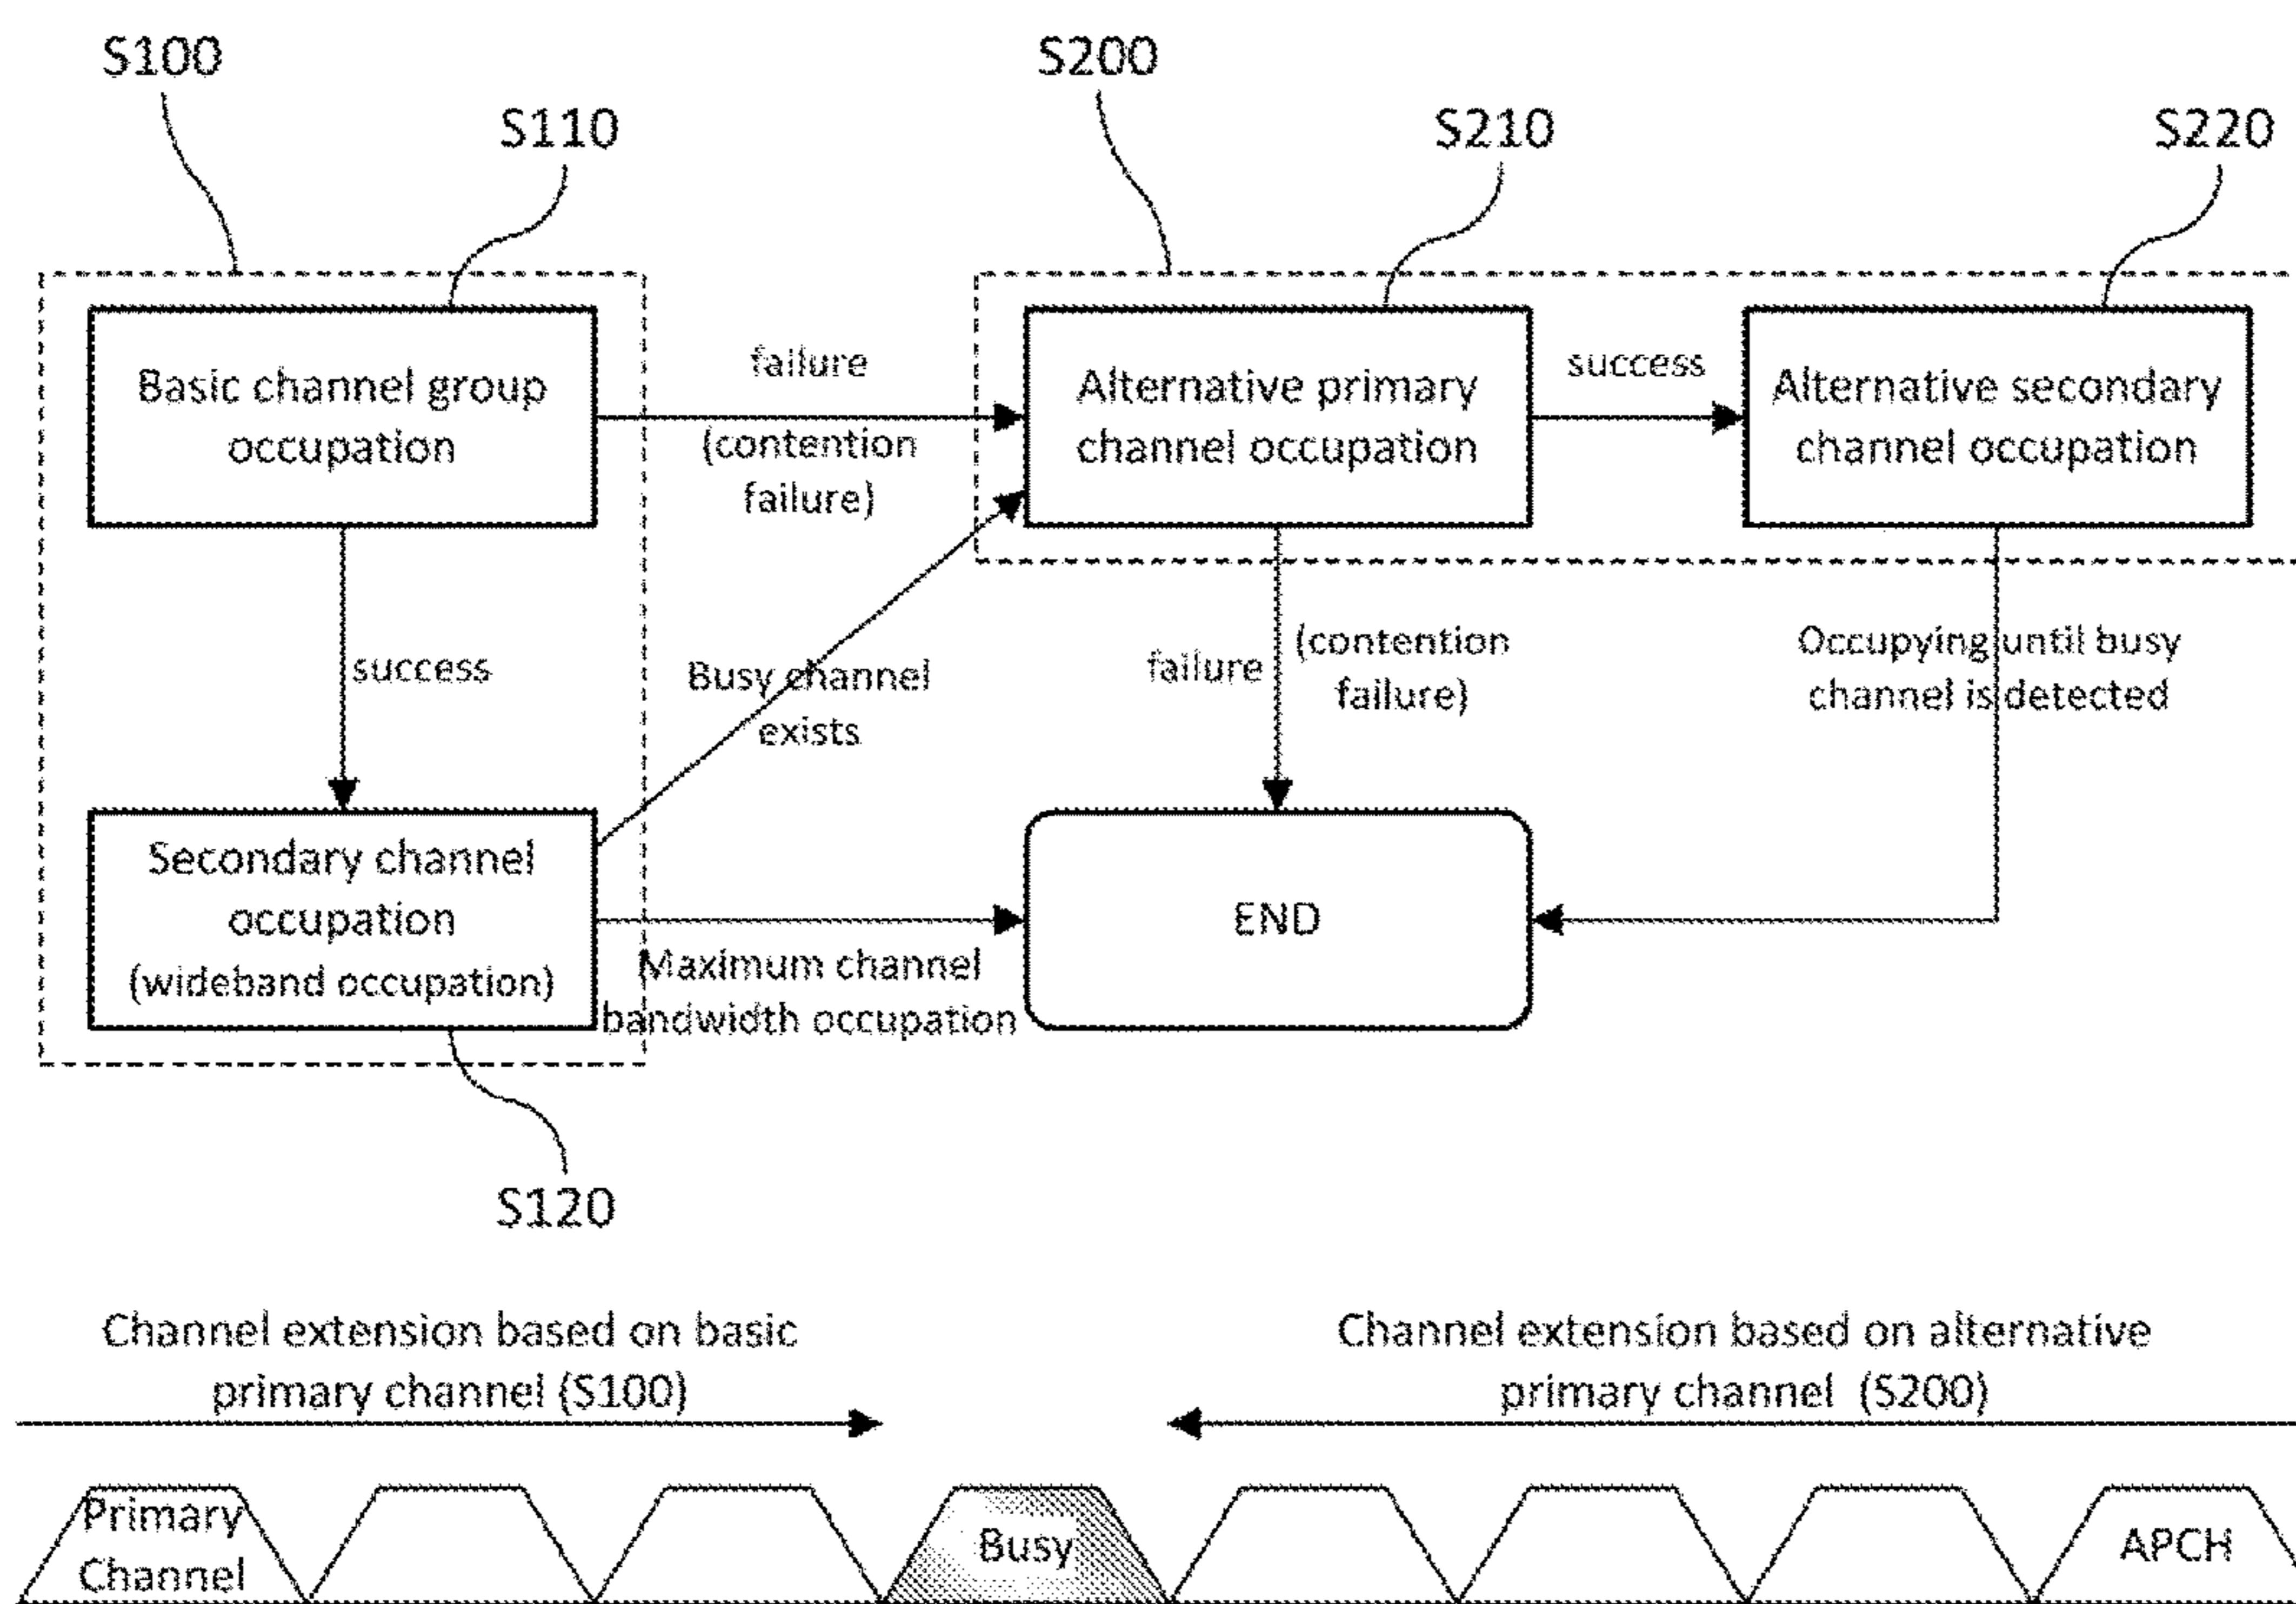 S100
S200
S110
S210
S220
Basic channel group
occupation
failure
(contention
failure)
Alternative primary
channel occupation
success
Alternative secondary
channel occupation
success
Busy channel
exists
failure
(contention
failure)
Occupying until busy
channel is detected
Secondary channel
occupation
(wideband occupation)
Maximum channel
bandwidth occupation
END
S120
Channel extension based on basic
primary channel (S100)
Channel extension based on alternative
primary channel (S200)
Primary
Channel
Busy
APCH